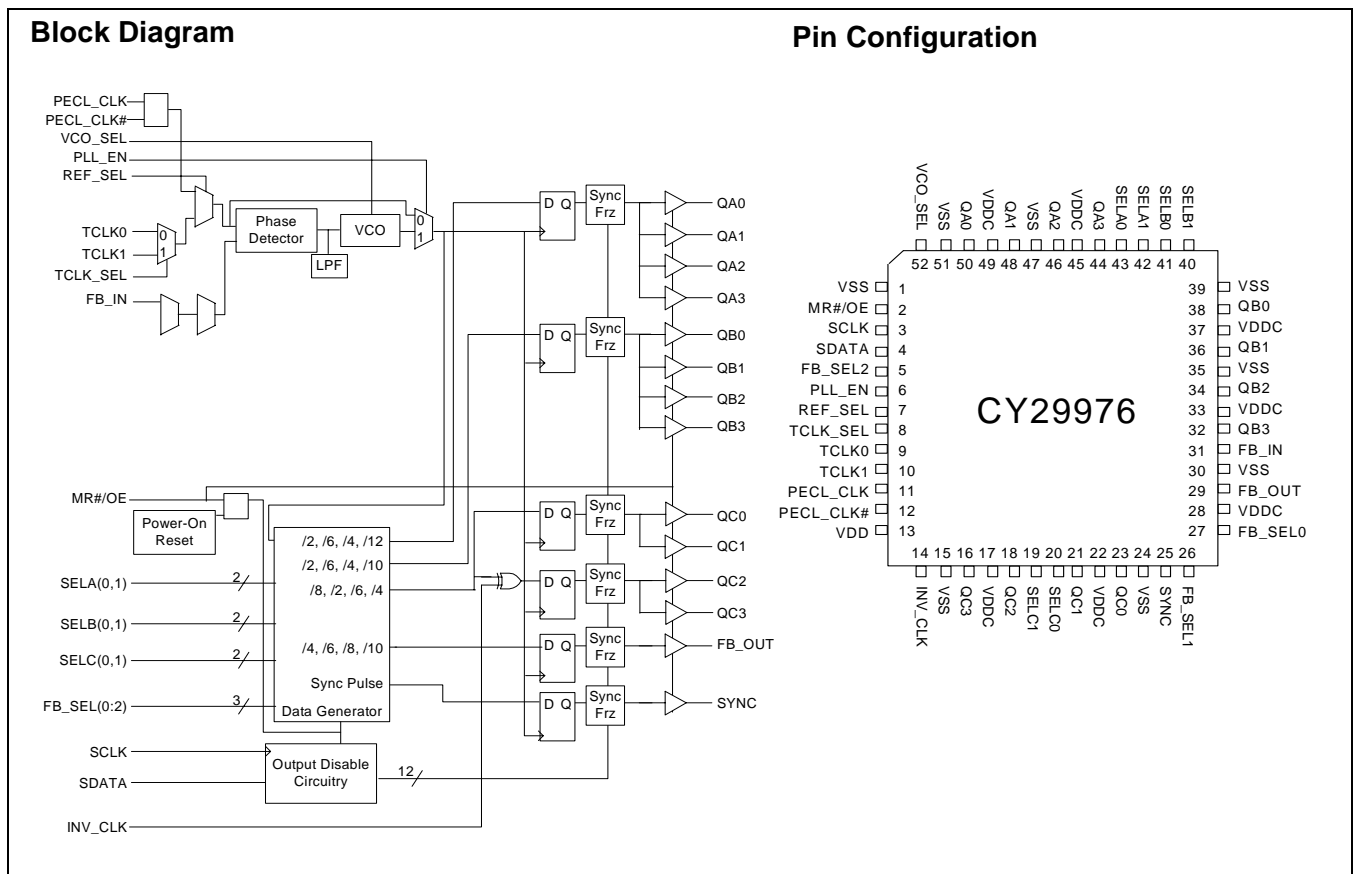 Block Diagram
PECL_CLK
PECL_CLK#
VCO_SEL
PLL_EN
REF_SEL
TCLK0
TCLK1
TCLK_SEL
FB_IN
0
1
Phase
Detector
LPF
VCO
0
1
D Q
Sync
Frz
QA0
QA1
QA2
QA3
D Q
Sync
Frz
QB0
QB1
QB2
QB3
MR#/OE
Power-On
Reset
/2, /6, /4, /12
/2, /6, /4, /10
/8, /2, /6, /4
/4, /6, /8, /10
Sync Pulse
Data Generator
SELA(0,1)
2
SELB(0,1)
2
SELC(0,1)
2
FB_SEL(0:2)
3
SCLK
SDATA
Output Disable
Circuitry
12
INV_CLK
D Q
Sync
Frz
QC0
QC1
D Q
Sync
Frz
QC2
QC3
D Q
Sync
Frz
FB_OUT
D Q
Sync
Frz
SYNC
Pin Configuration
VCO_SEL
VSS
QA0
VDDC
QA1
VSS
QA2
VDDC
QA3
SELA0
SELA1
SELB0
SELB1
52 51 50 49 48 47 46 45 44 43 42 41 40
VSS 1
MR#/OE 2
SCLK 3
SDATA 4
FB_SEL2 5
PLL_EN 6
REF_SEL 7
TCLK_SEL 8
TCLK0 9
TCLK1 10
PECL_CLK 11
PECL_CLK# 12
VDD 13
CY29976
39 VSS
38 QB0
37 VDDC
36 QB1
35 VSS
34 QB2
33 VDDC
32 QB3
31 FB_IN
30 VSS
29 FB_OUT
28 VDDC
27 FB_SEL0
14 15 16 17 18 19 20 21 22 23 24 25 26
INV_CLK
VSS
QC3
VDDC
QC2
SELC1
SELC0
QC1
VDDC
QC0
VSS
SYNC
FB_SEL1